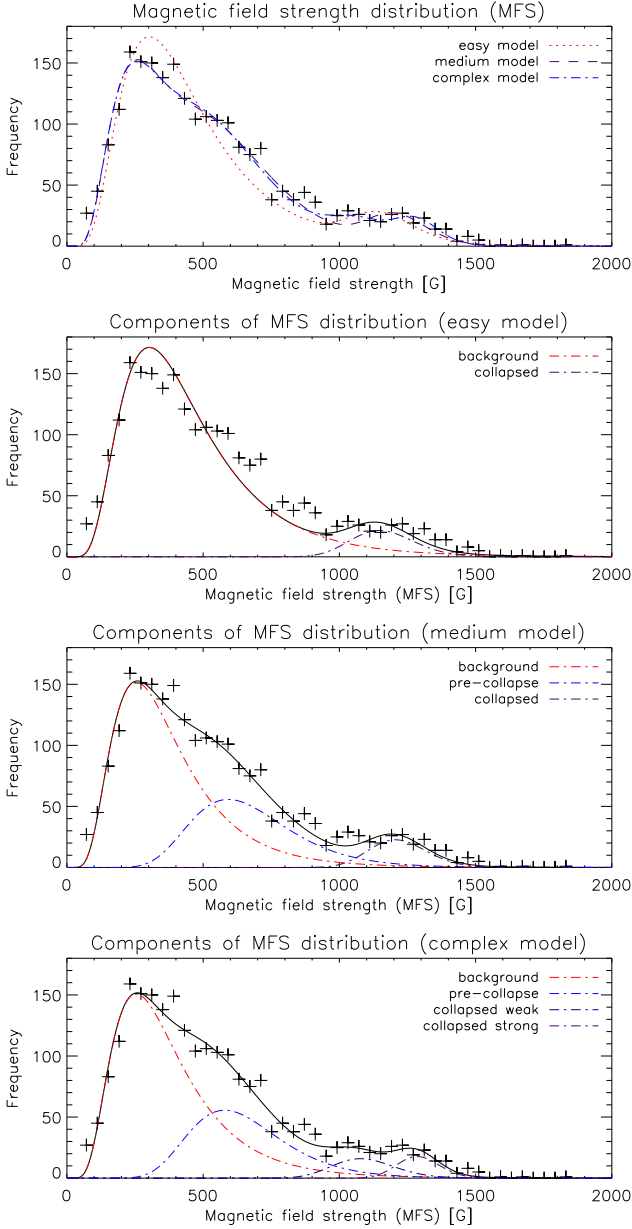 Magnetic field strength distribution (MFS)
easy model
medium model
complex model
Frequency
150
100
50
0
0 500 1000 1500 2000
Magnetic field strength [G]
Components of MFS distribution (easy model)
background
collapsed
Frequency
150
100
50
0
0 500 1000 1500 2000
Magnetic field strength (MFS) [G]
Components of MFS distribution (medium model)
background
pre-collapse
collapsed
Frequency
150
100
50
0
0 500 1000 1500 2000
Magnetic field strength (MFS) [G]
Components of MFS distribution (complex model)
background
pre-collapse
collapsed weak
collapsed strong
Frequency
150
100
50
0
0 500 1000 1500 2000
Magnetic field strength (MFS) [G]